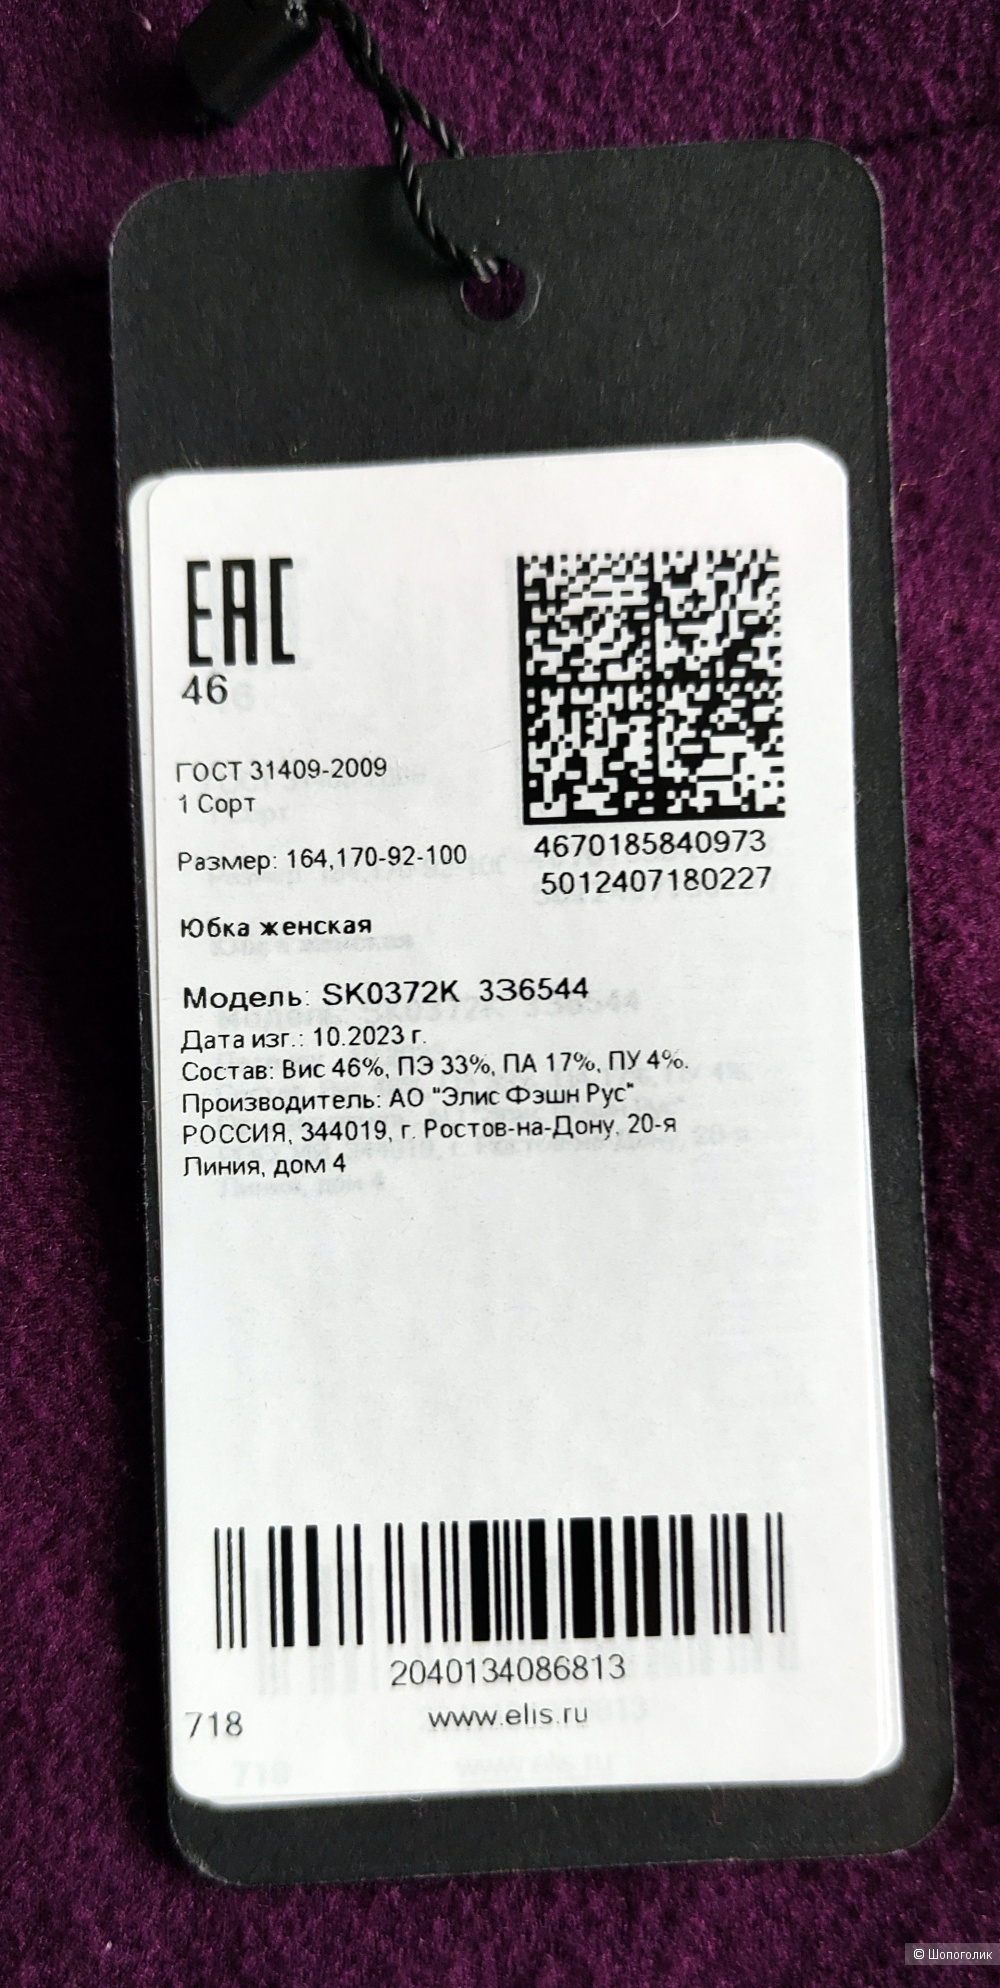 EAC
46
ГОСТ 31409-2009
1 Сорт
Размер: 164,170-92-100
4670185840973
5012407180227
Юбка женская
Модель: SK0372K 336544
Дата изг.: 10.2023 г.
Состав: Вис 46%, ПЭ 33%, ПА 17%, ПУ 4%.
Производитель: АО "Элис Фэшн Рус"
РОССИЯ, 344019, г. Ростов-на-Дону, 20-я
Линия, дом 4
2040134086813
718
www.elis.ru
© Шопоголик